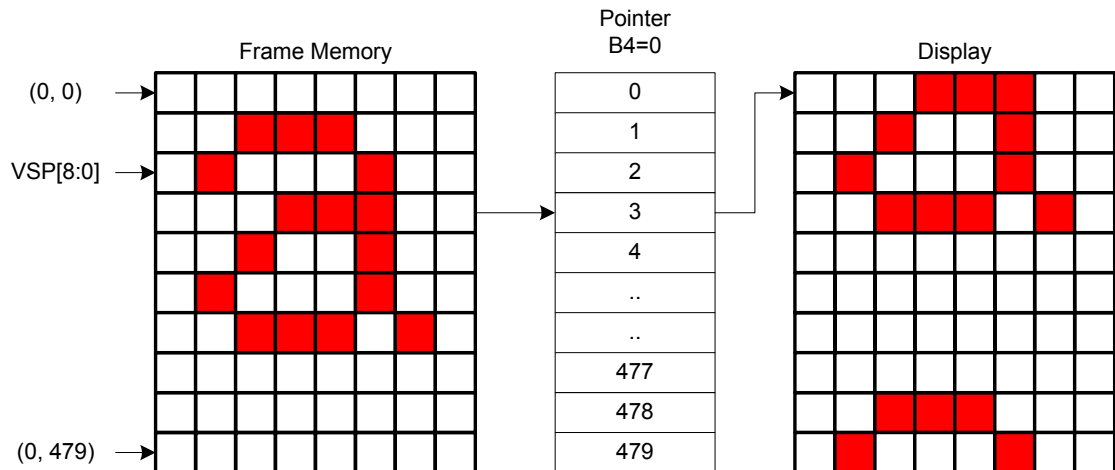 Pointer
B4=0
Frame Memory
Display
(0, 0)
0
1
VSP[8:0]
2
3
4
..
..
477
478
(0, 479)
479